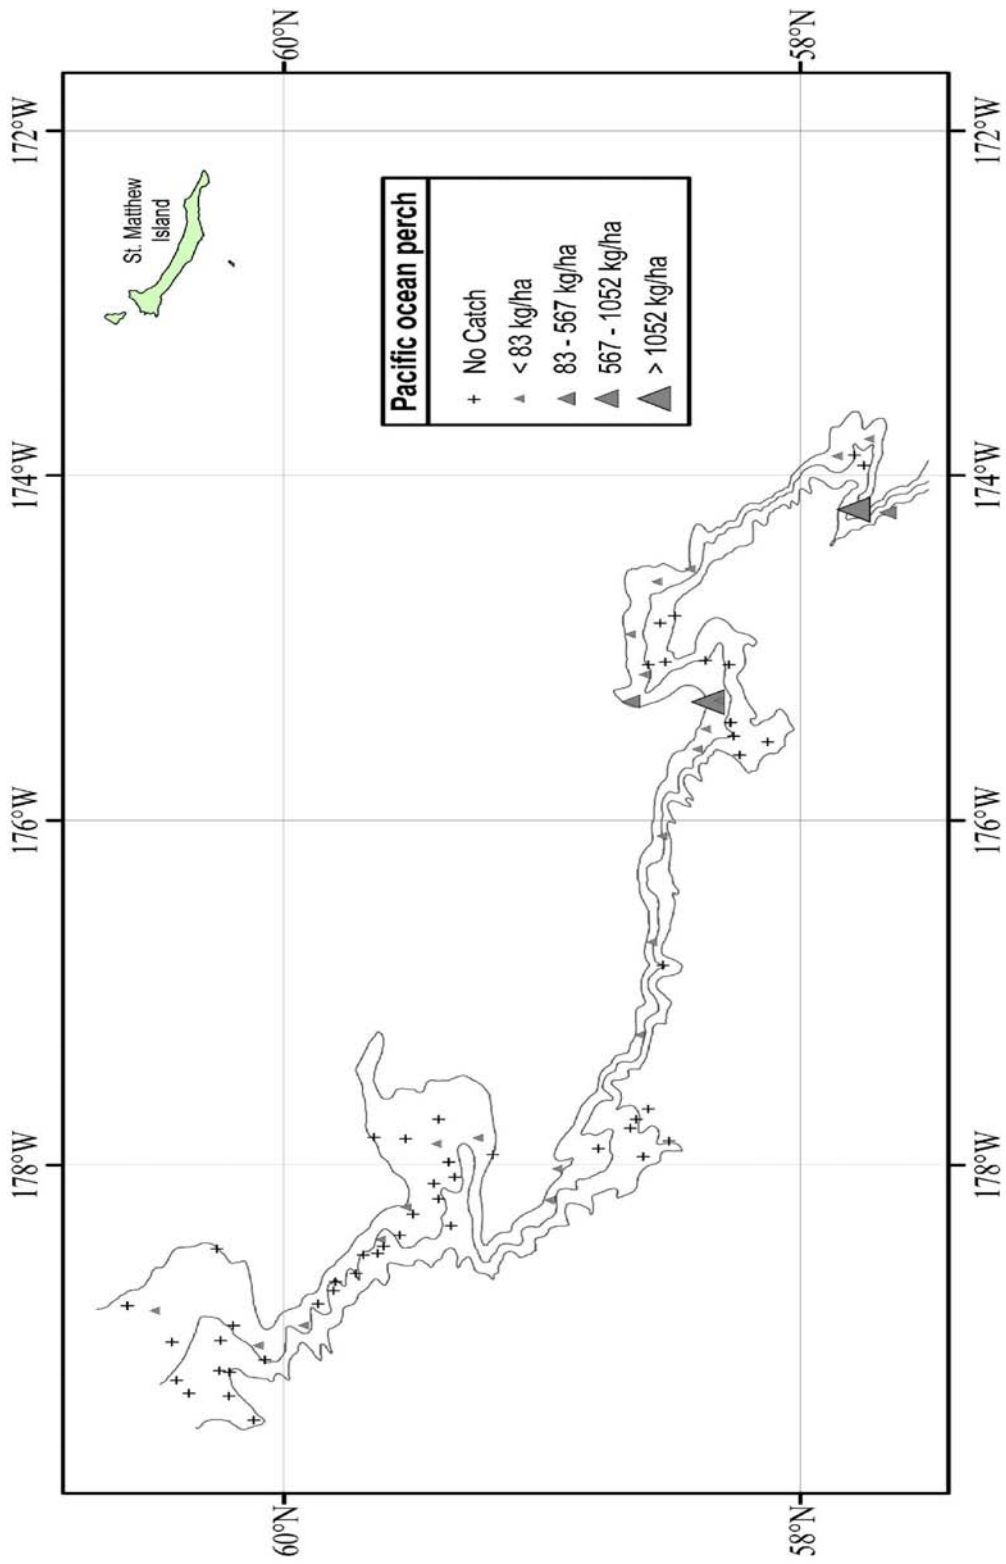 172°W
174°W
176°W
178°W
60°N
60°N
58°N
58°N
St. Matthew
Island
Pacific ocean perch
No Catch
< 83 kg/ha
83 - 567 kg/ha
567 - 1052 kg/ha
> 1052 kg/ha
172°W
174°W
176°W
178°W